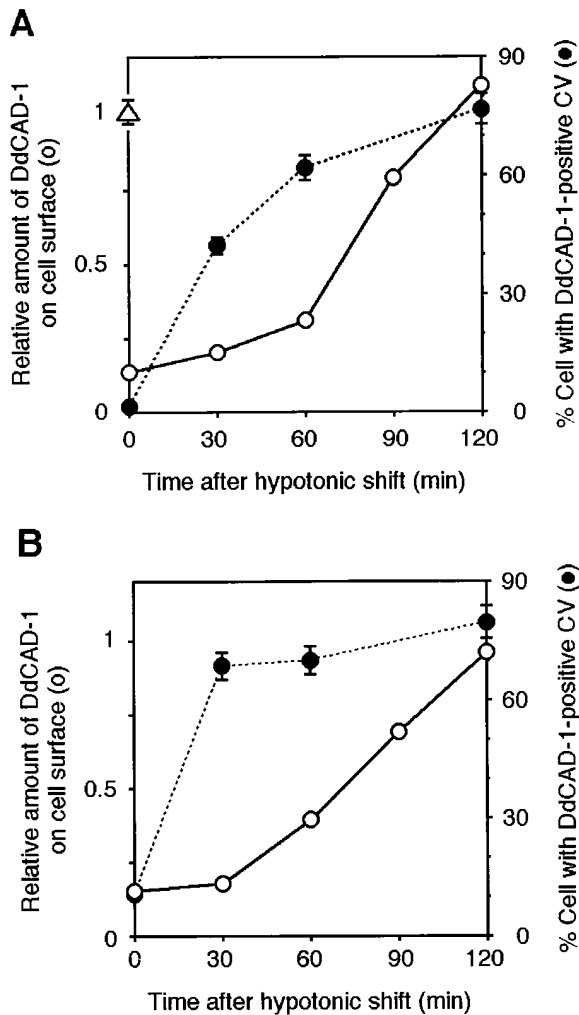 A
Relative amount of DdCAD-1
on cell surface (o)
1
0.5
0
90
60
30
0
% Cell with DdCAD-1-positive CV (●)
0 30 60 90 120
Time after hypotonic shift (min)
B
Relative amount of DdCAD-1
on cell surface (o)
1
0.5
0
90
60
30
0
% Cell with DdCAD-1-positive CV (●)
0 30 60 90 120
Time after hypotonic shift (min)